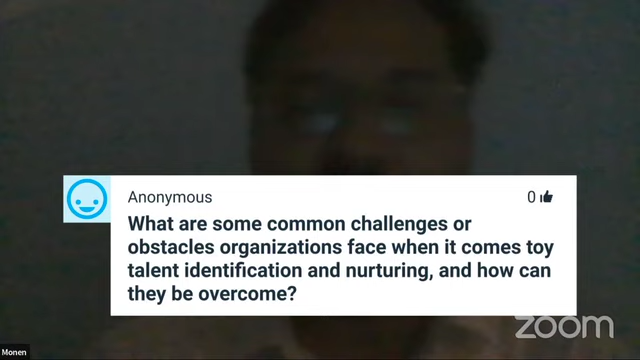 Anonymous 0
What are some common challenges or
obstacles organizations face when it comes toy
talent identification and nurturing, and how can
they be overcome?
zoom
Monen